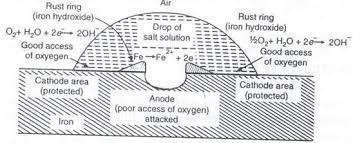 Air
Rust ring
(iron hydroxide)
O₂+ H₂O + 2e⁻→ 2OH⁻
Good access
of oxyegen
Cathode area
(protected)
Iron
Drop of
salt solution
Fe→Fe²⁺ + 2e⁻
Anode
(poor access of oxygen)
attacked
Rust ring
(iron hydroxide)
½O₂+ H₂O + 2e⁻→ 2OH⁻
Good access
of oxyegen
Cathode area
(protected)